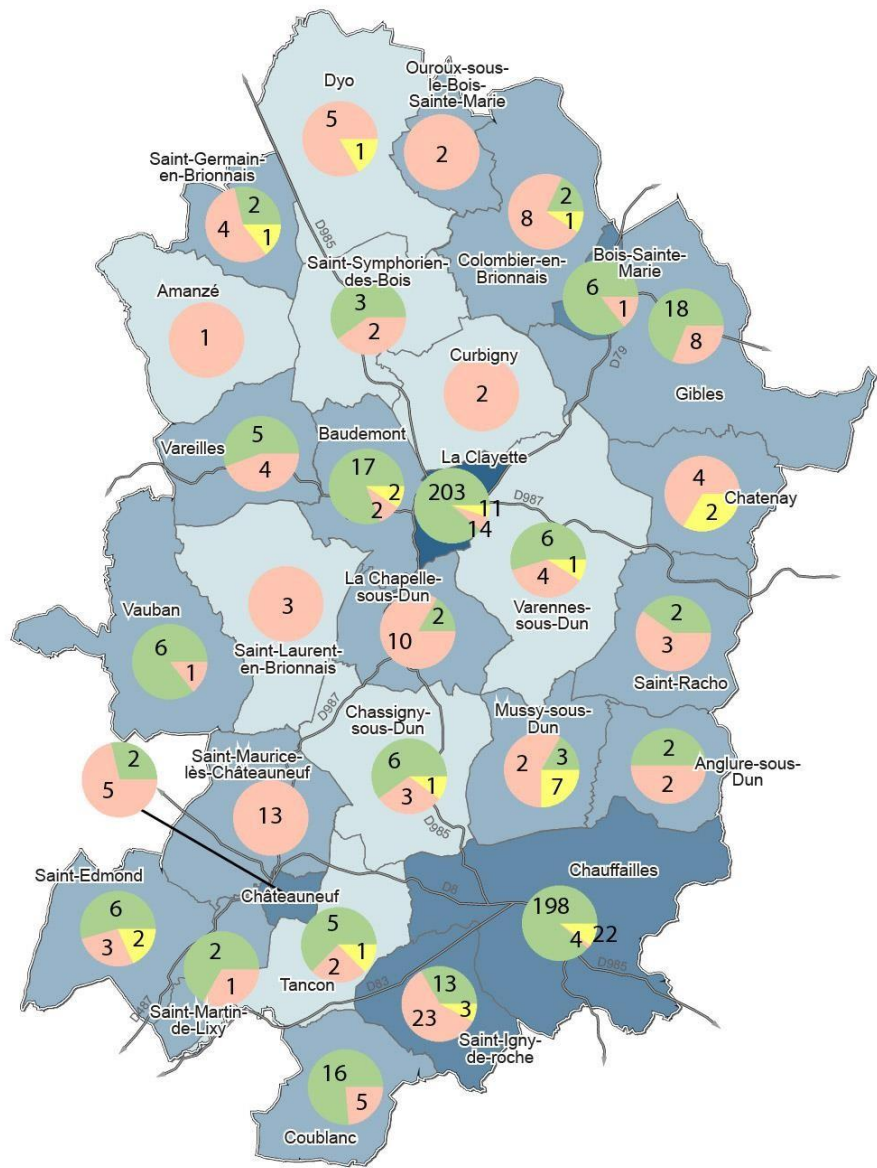 Dyo
5
1
Ouroux-sous-
le-Bois-
Sainte-Marie
2
Saint-Germain-
en-Brionnais
2
4
1
D985
2
8
1
Colombier-en-
Brionnais
Bois-Sainte-
Marie
6
1
18
8
Gibles
D79
Saint-Symphorien-
des-Bois
3
2
Amanzé
1
Curbigny
2
Vareilles
5
4
Baudemont
17
2
2
La Clayette
203
11
14
D987
4
2
Chatenay
6
1
4
Varennes-
sous-Dun
La Chapelle-
sous-Dun
2
10
3
Saint-Laurent-
en-Brionnais
Vauban
6
1
2
3
Saint-Racho
D987
Chassigny-
sous-Dun
6
1
3
D985
Mussy-sous-
Dun
3
2
7
2
2
Anglure-sous-
Dun
Saint-Maurice-
lès-Châteauneuf
13
2
5
Châteauneuf
Saint-Edmond
6
3
2
D487
2
1
Saint-Martin-
de-Lixy
5
1
2
Tancon
D8
D83
Chauffailles
198
4
22
D985
13
23
3
Saint-Igny-
de-roche
16
5
Coublanc